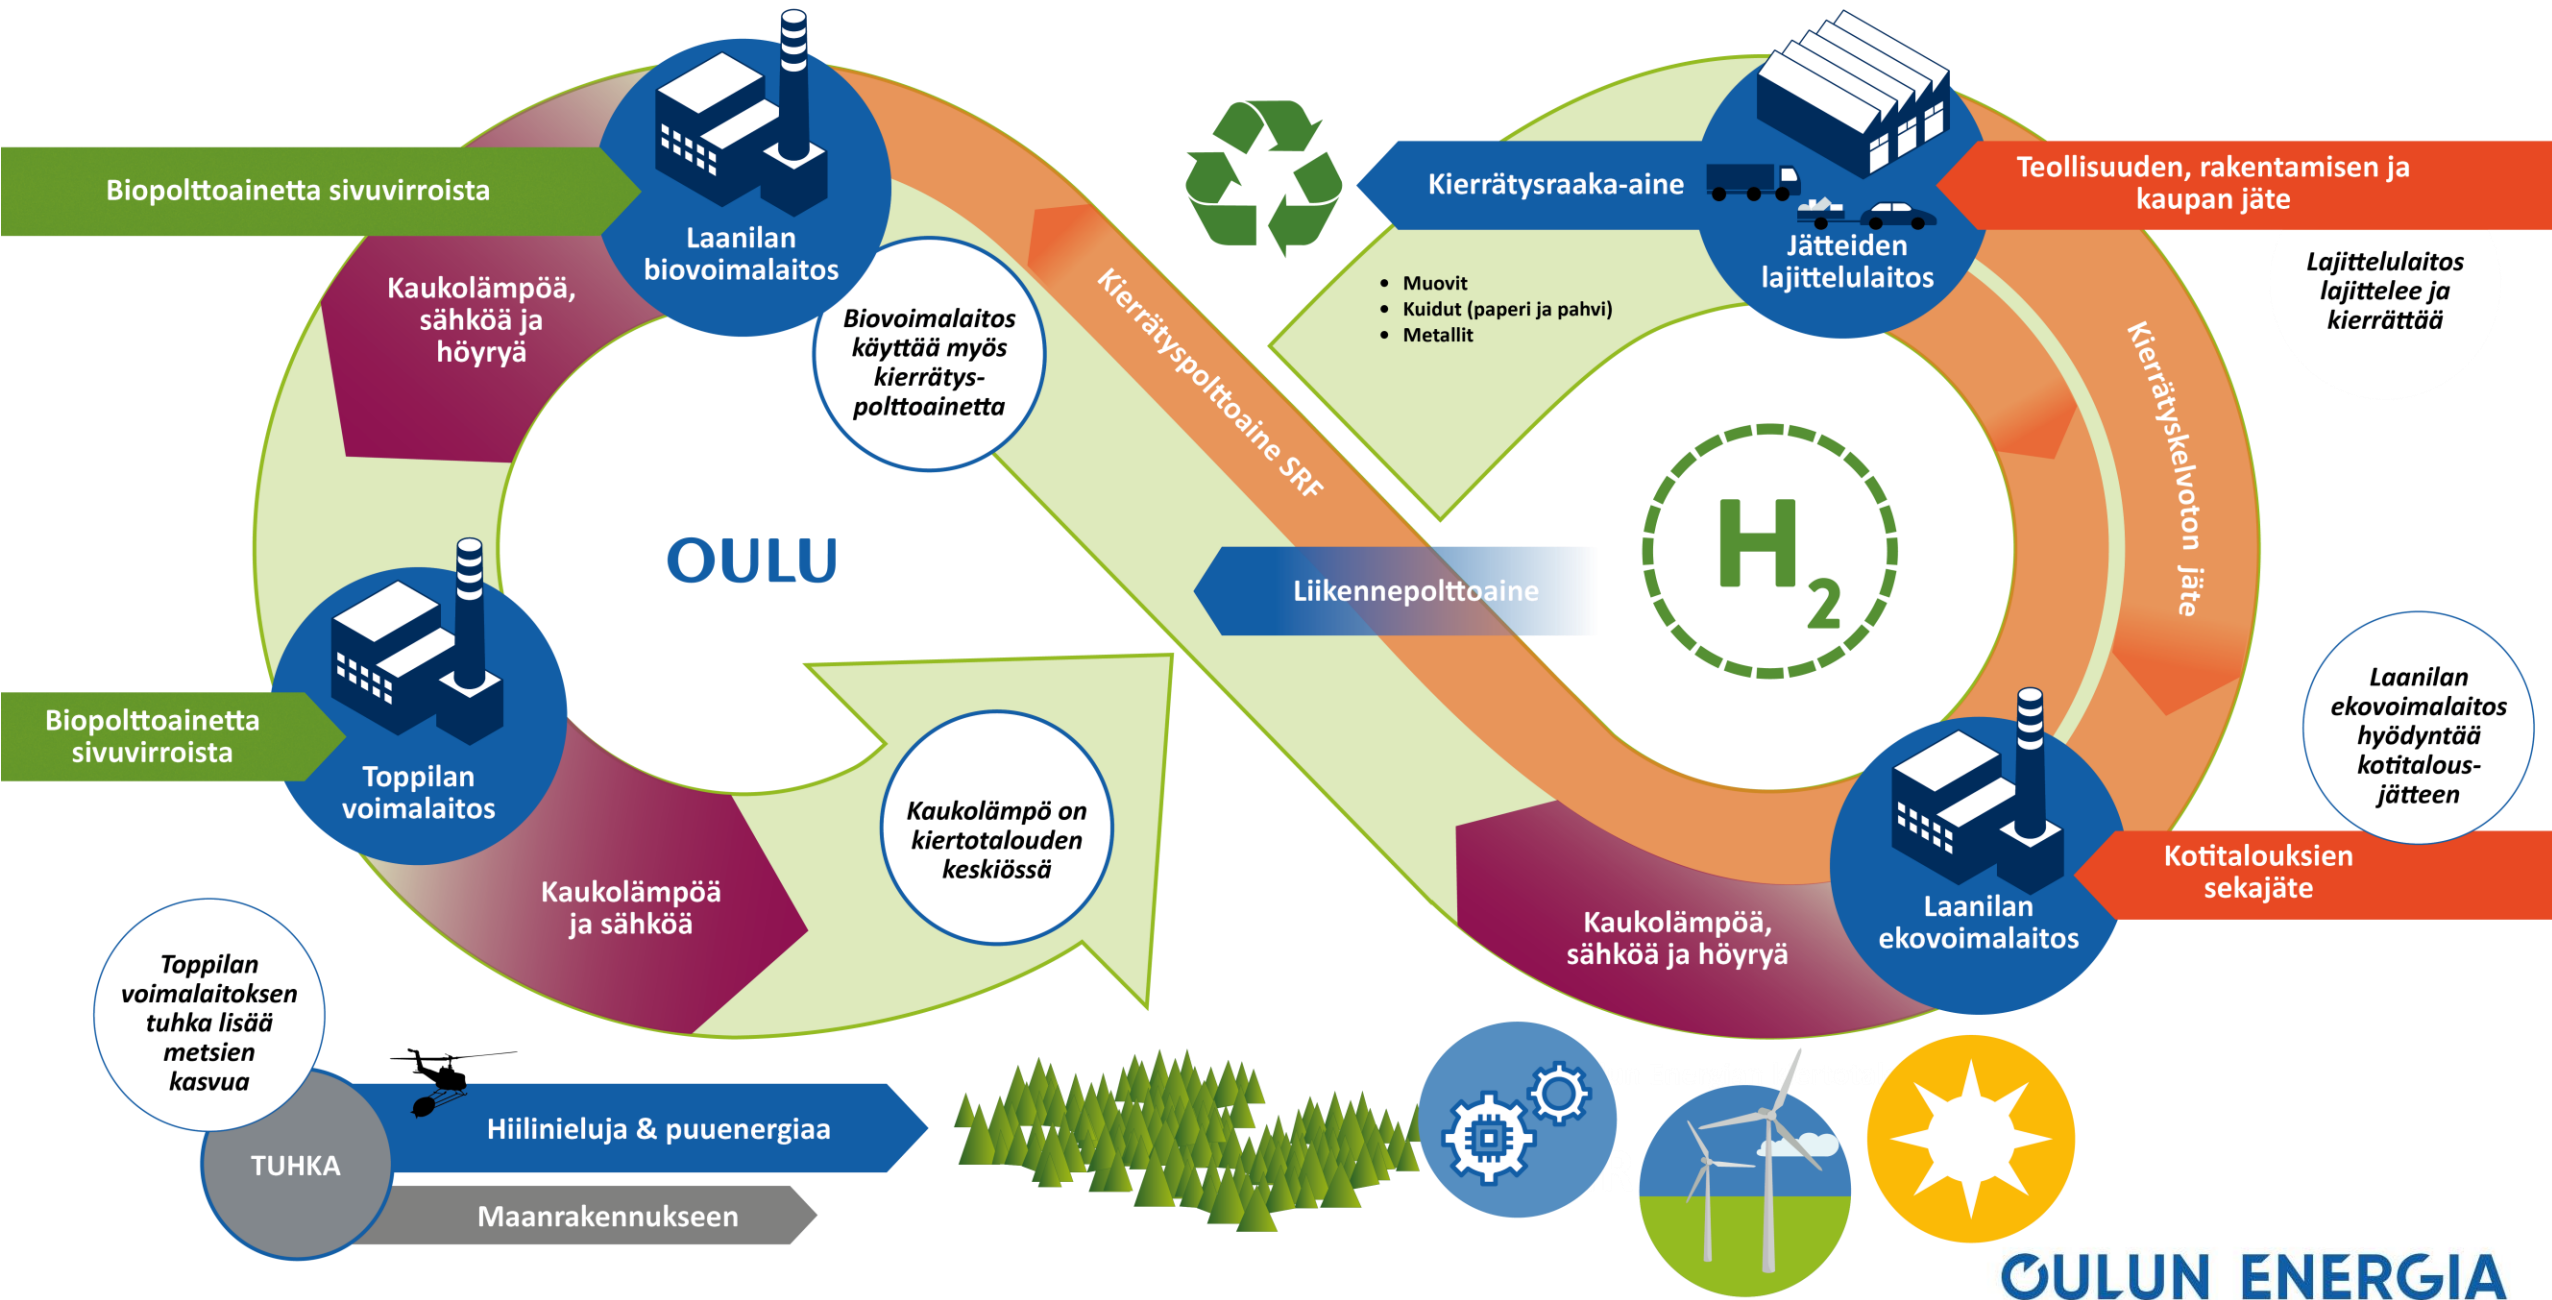 Biopolttoainetta sivuvirroista
Laanilan
biovoimalaitos
Kaukolämpöä,
sähköä ja
höyryä
Biovoimalaitos
käyttää myös
kierrätys-
polttoainetta
Kierrätyspolttoaine SRF
Kierrätysraaka-aine
• Muovit
• Kuidut (paperi ja pahvi)
• Metallit
Jätteiden
lajittelulaitos
Teollisuuden, rakentamisen ja
kaupan jäte
Lajittelulaitos
lajittelee ja
kierrättää
Kierrätyskelvoton jäte
OULU
Liikennepolttoaine
H2
Biopolttoainetta
sivuvirroista
Toppilan
voimalaitos
Kaukolämpöä
ja sähköä
Kaukolämpö on
kiertotalouden
keskiössä
Kaukolämpöä,
sähköä ja höyryä
Laanilan
ekovoimalaitos
Laanilan
ekovoimalaitos
hyödyntää
kotitalous-
jätteen
Kotitalouksien
sekajäte
Toppilan
voimalaitoksen
tuhka lisää
metsien
kasvua
TUHKA
Hiilinieluja & puuenergiaa
Maanrakennukseen
OULUN ENERGIA